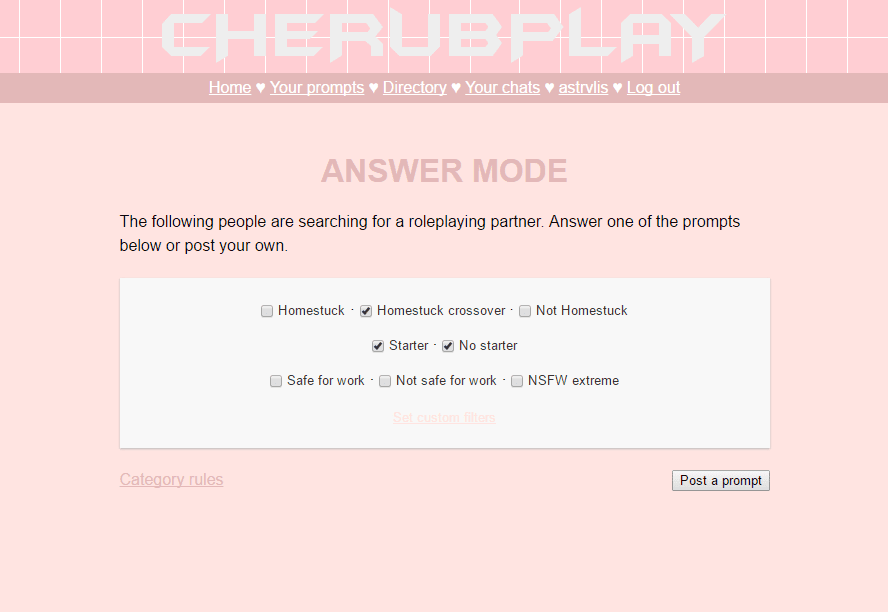 CHERUBPLAY
Home ♥ Your prompts ♥ Directory ♥ Your chats ♥ astrvlis ♥ Log out
ANSWER MODE
The following people are searching for a roleplaying partner. Answer one of the prompts
below or post your own.
Homestuck · Homestuck crossover · Not Homestuck
Starter · No starter
Safe for work · Not safe for work · NSFW extreme
Set custom filters
Category rules
Post a prompt